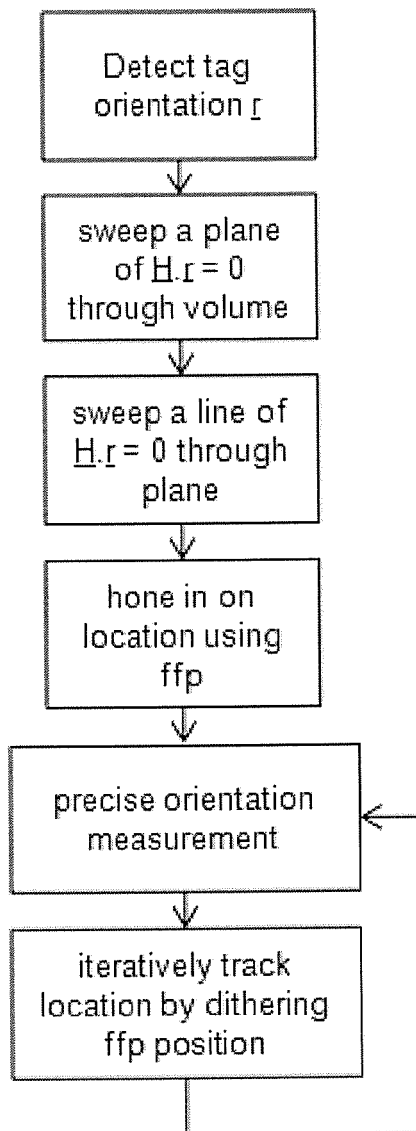 Detect tag
orientation r
sweep a plane
of H.r = 0
through volume
sweep a line of
H.r = 0 through
plane
hone in on
location using
ffp
precise orientation
measurement
iteratively track
location by dithering
ffp position